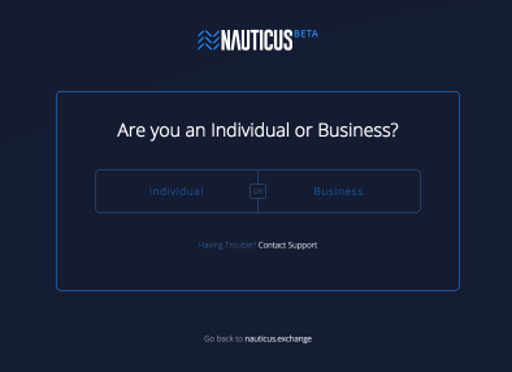 NAUTICUS BETA
Are you an Individual or Business?
Individual OR Business
Having Trouble? Contact Support
Go back to nauticus.exchange